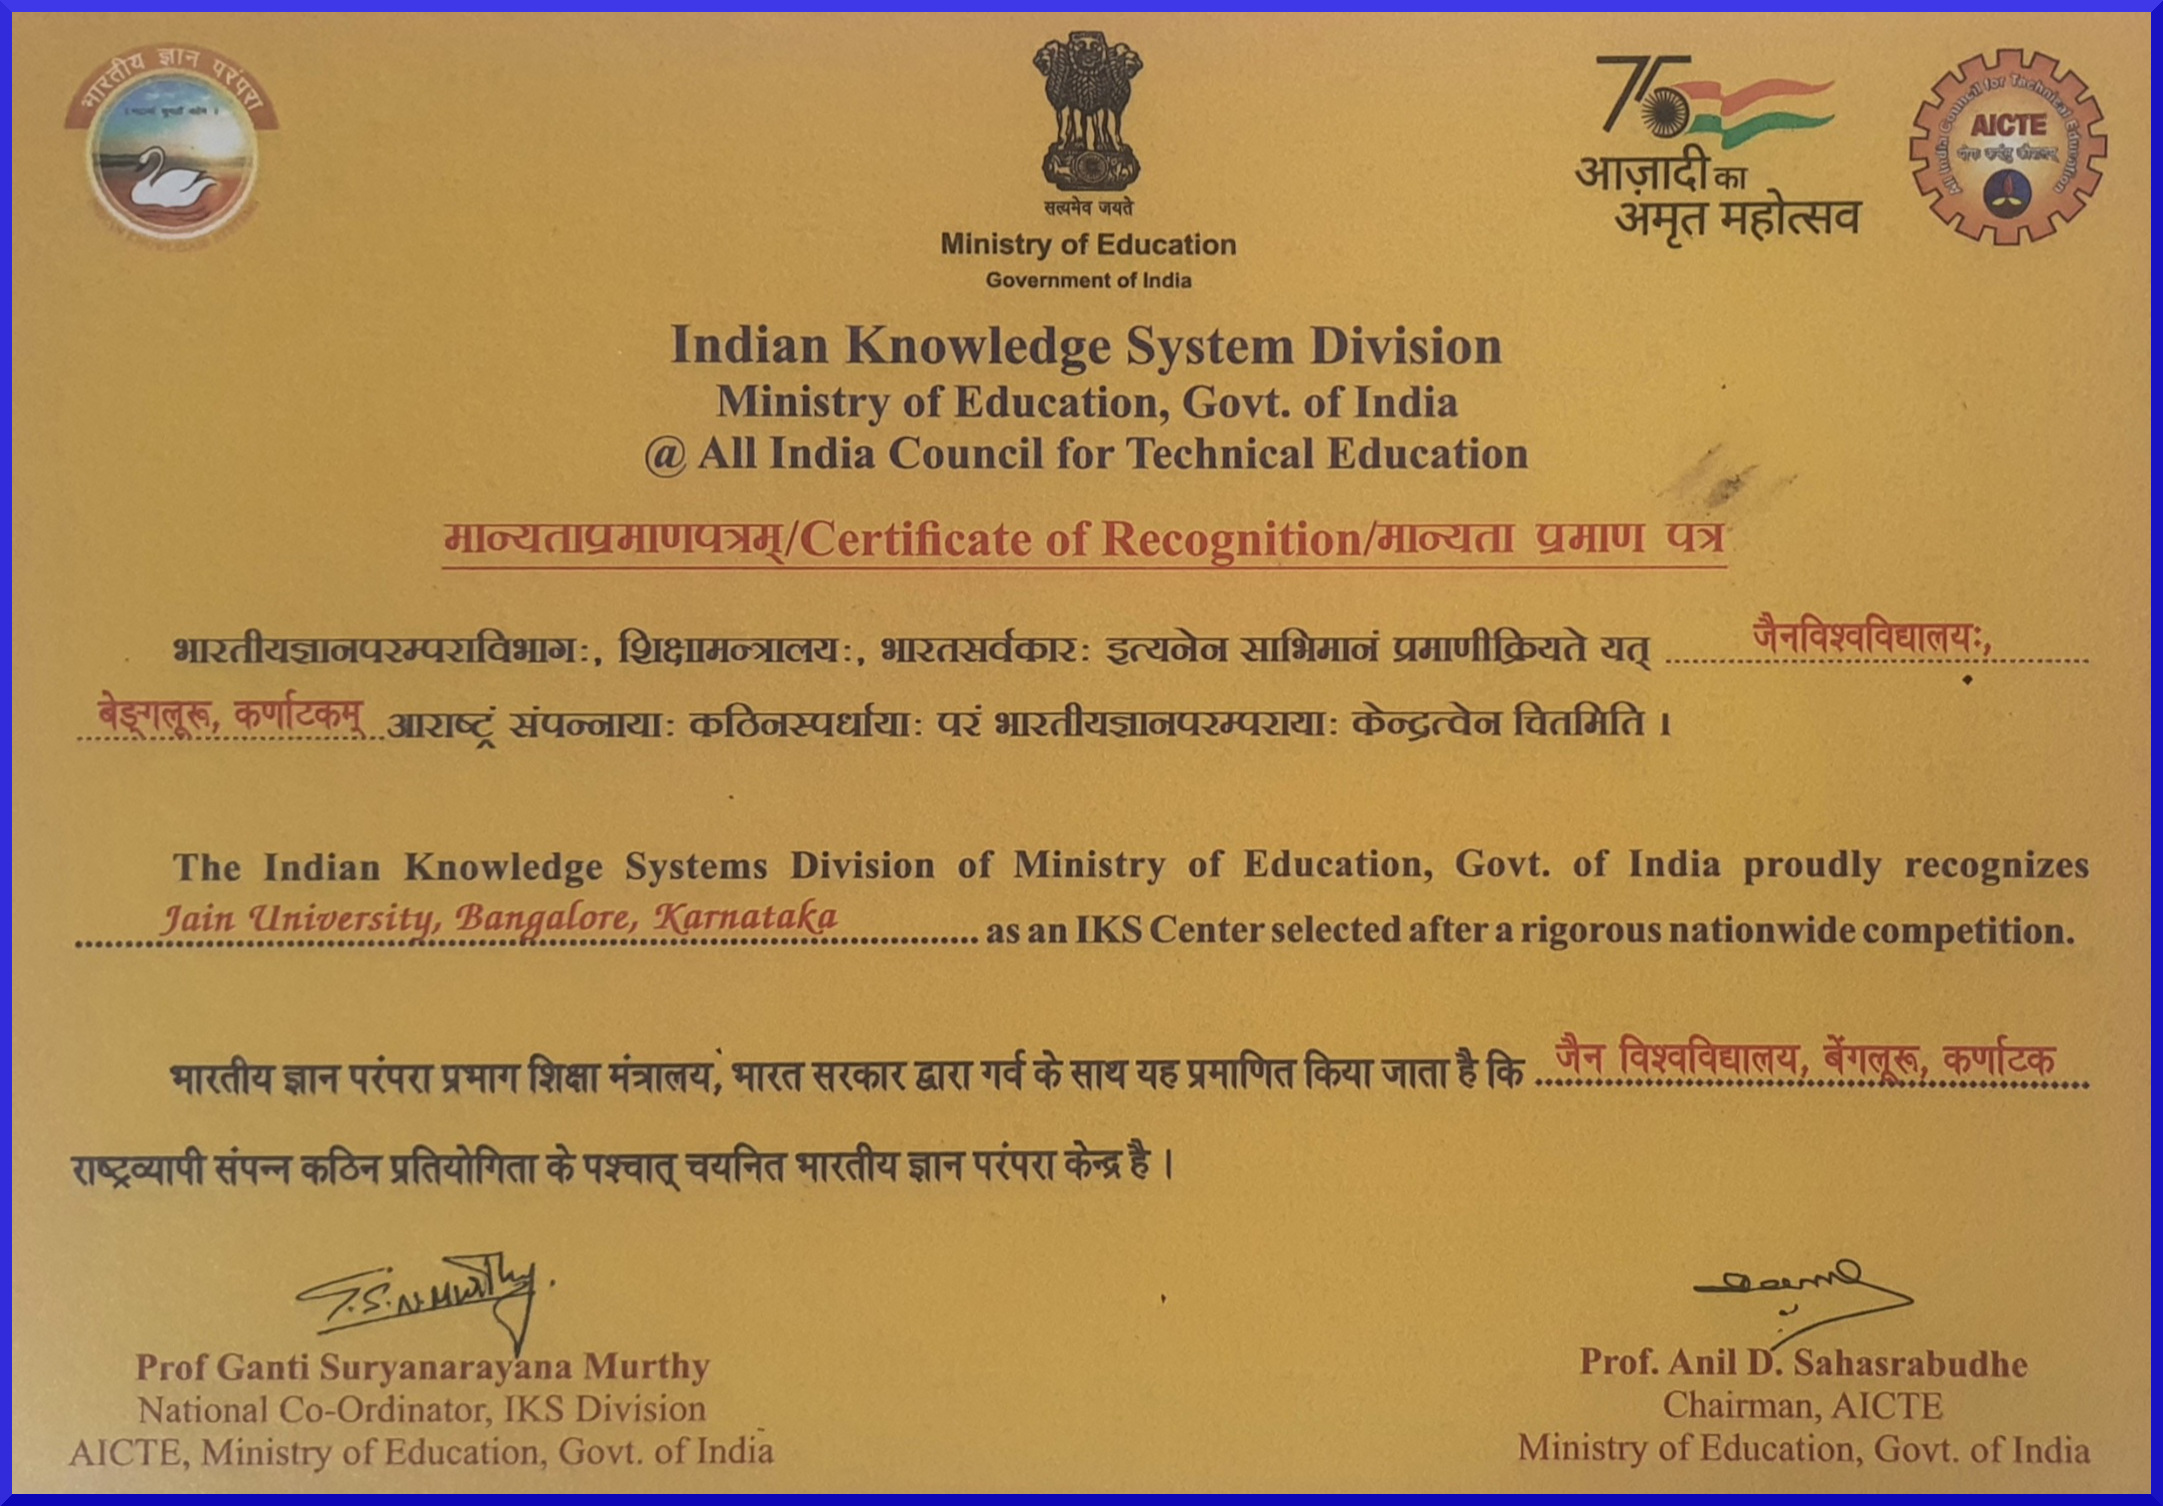 भारतीय ज्ञान परंपरा
सत्यमेव जयते
Ministry of Education
Government of India
75
आज़ादी का
अमृत महोत्सव
All India Council for Technical Education
AICTE
Indian Knowledge System Division
Ministry of Education, Govt. of India
@ All India Council for Technical Education
मान्यताप्रमाणपत्रम्/Certificate of Recognition/मान्यता प्रमाण पत्र
भारतीयज्ञानपरम्पराविभागः, शिक्षामन्त्रालयः, भारतसर्वकारः इत्यनेन साभिमानं प्रमाणीक्रियते यत् जैनविश्वविद्यालयः,
बेङ्गलूरू, कर्णाटकम् आराष्ट्रं संपन्नायाः कठिनस्पर्धायाः परं भारतीयज्ञानपरम्परायाः केन्द्रत्वेन चितमिति ।
The Indian Knowledge Systems Division of Ministry of Education, Govt. of India proudly recognizes
Jain University, Bangalore, Karnataka as an IKS Center selected after a rigorous nationwide competition.
भारतीय ज्ञान परंपरा प्रभाग शिक्षा मंत्रालय, भारत सरकार द्वारा गर्व के साथ यह प्रमाणित किया जाता है कि जैन विश्वविद्यालय, बेंगलूरू, कर्णाटक
राष्ट्रव्यापी संपन्न कठिन प्रतियोगिता के पश्चात् चयनित भारतीय ज्ञान परंपरा केन्द्र है ।
Prof Ganti Suryanarayana Murthy
National Co-Ordinator, IKS Division
AICTE, Ministry of Education, Govt. of India
Prof. Anil D. Sahasrabudhe
Chairman, AICTE
Ministry of Education, Govt. of India